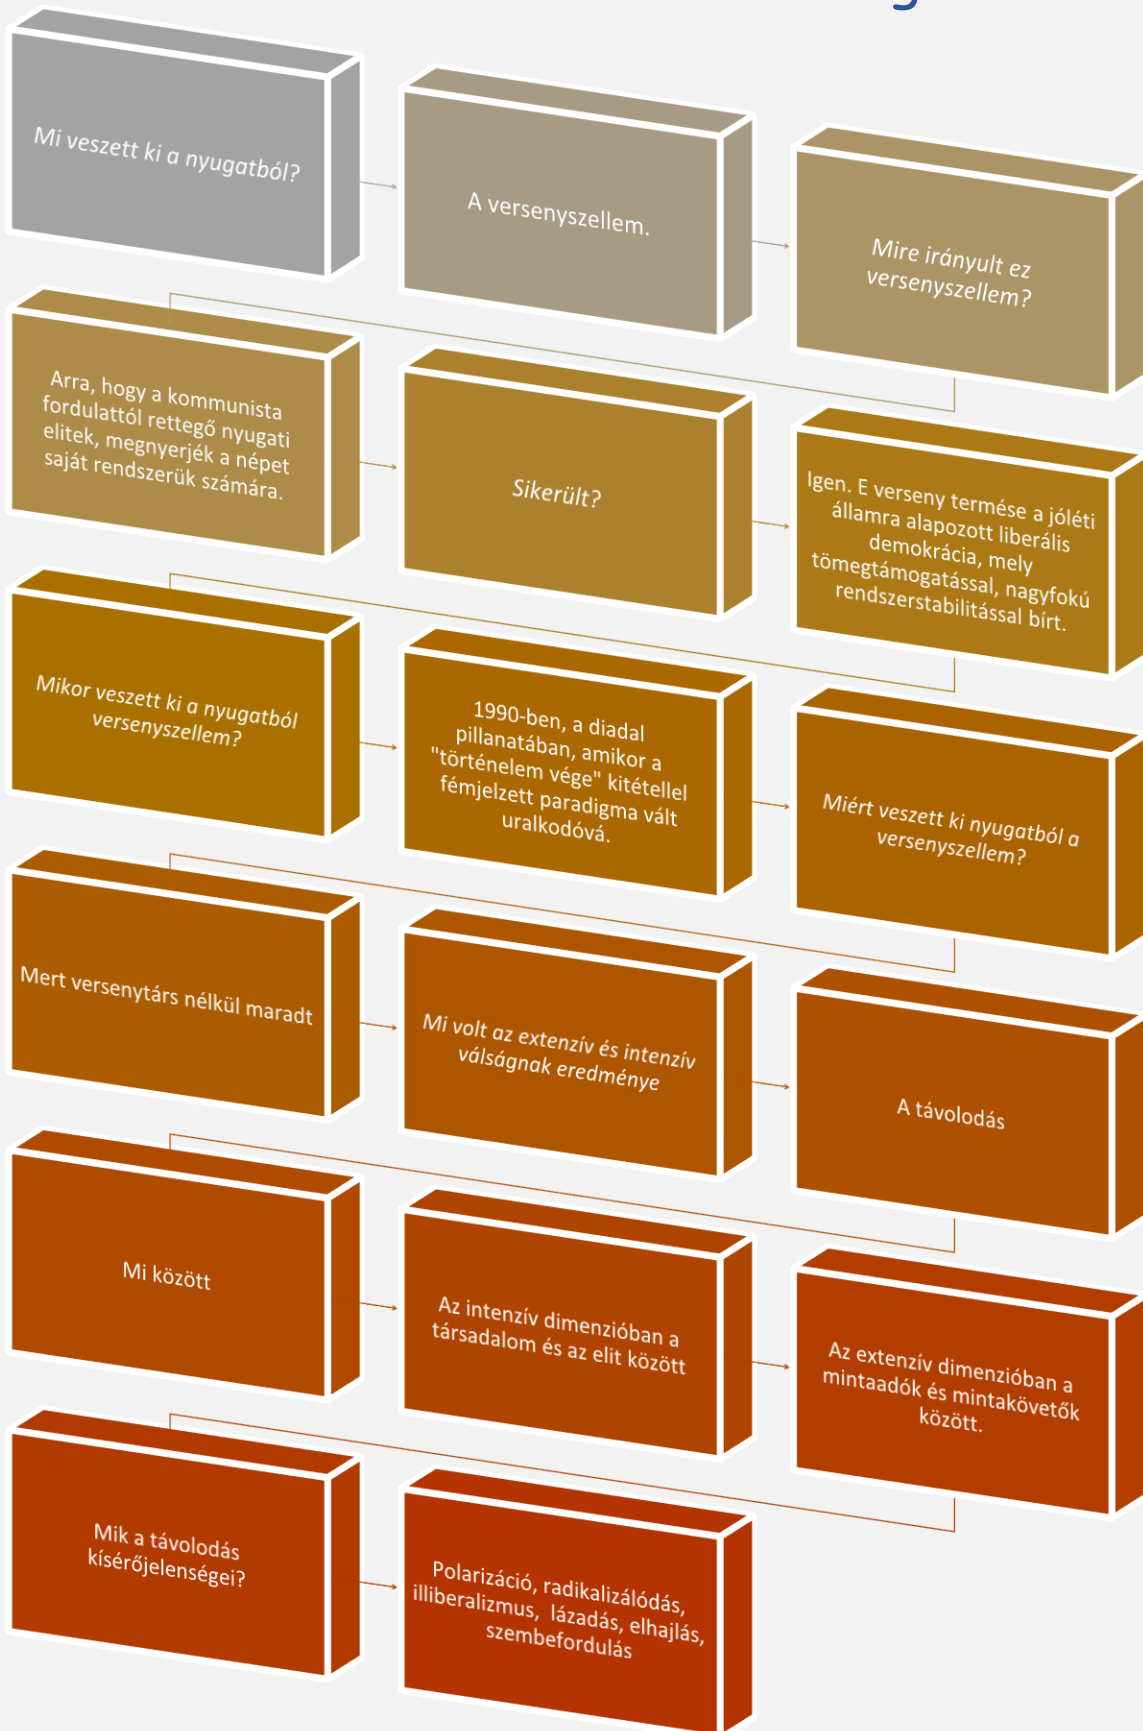 Mi veszett ki a nyugatból?
A versenyszellem.
Mire irányult ez
versenyszellem?
Arra, hogy a kommunista
fordulattól rettegő nyugati
elitek, megnyerjék a népet
saját rendszerük számára.
Sikerült?
Igen. E verseny termése a jóléti
államra alapozott liberális
demokrácia, mely
tömegtámogatással, nagyfokú
rendszerstabilitással bírt.
Mikor veszett ki a nyugatból
versenyszellem?
1990-ben, a diadal
pillanatában, amikor a
"történelem vége" kitétellel
fémjelzett paradigma vált
uralkodóvá.
Miért veszett ki nyugatból a
versenyszellem?
Mert versenytárs nélkül maradt
Mi volt az extenzív és intenzív
válságnak eredménye
A távolodás
Mi között
Az intenzív dimenzióban a
társadalom és az elit között
Az extenzív dimenzióban a
mintaadók és mintakövetők
között.
Mik a távolodás
kísérőjelenségei?
Polarizáció, radikalizálódás,
illiberalizmus, lázadás, elhajlás,
szembefordulás